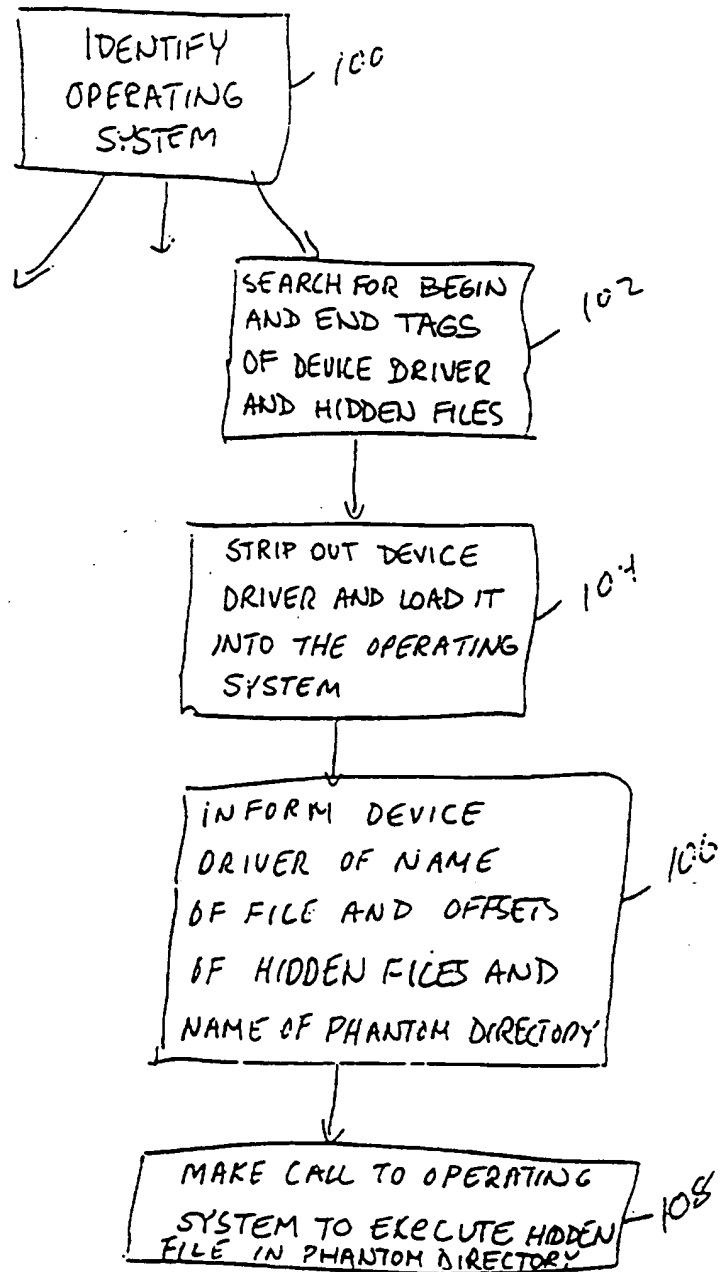 IDENTIFY
OPERATING
SYSTEM
100
SEARCH FOR BEGIN
AND END TAGS
OF DEVICE DRIVER
AND HIDDEN FILES
102
STRIP OUT DEVICE
DRIVER AND LOAD IT
INTO THE OPERATING
SYSTEM
104
INFORM DEVICE
DRIVER OF NAME
OF FILE AND OFFSETS
OF HIDDEN FILES AND
NAME OF PHANTOM DIRECTORY
106
MAKE CALL TO OPERATING
SYSTEM TO EXECUTE HIDDEN
FILE IN PHANTOM DIRECTORY
108